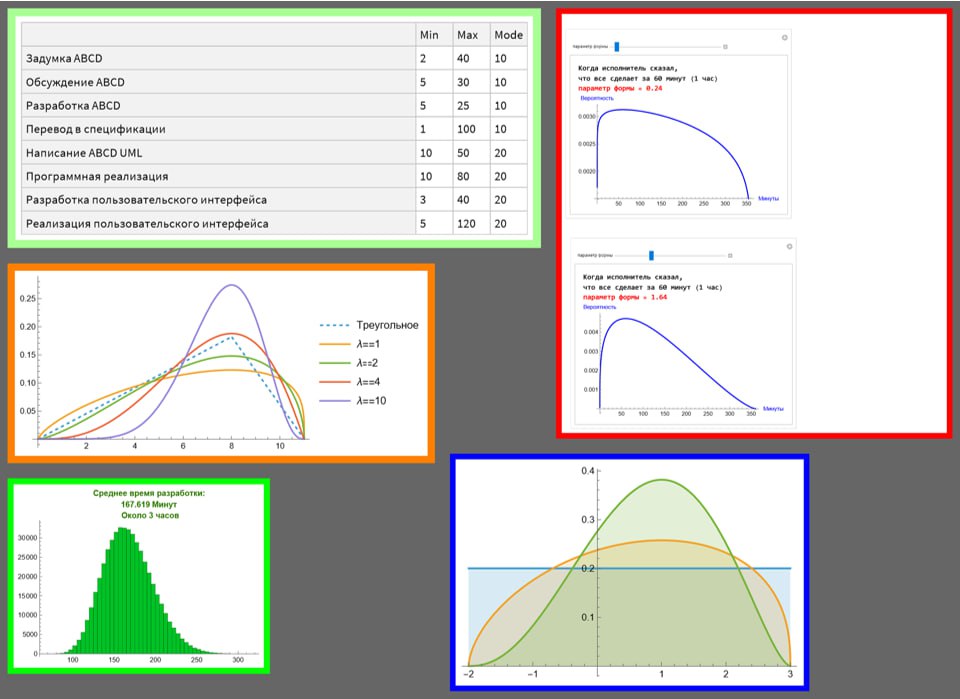 Min Max Mode
Задумка ABCD 2 40 10
Обсуждение ABCD 5 30 10
Разработка ABCD 5 25 10
Перевод в спецификации 1 100 10
Написание ABCD UML 10 50 20
Программная реализация 10 80 20
Разработка пользовательского интерфейса 3 40 20
Реализация пользовательского интерфейса 5 120 20
параметр формы
Когда исполнитель сказал,
что все сделает за 60 минут (1 час)
параметр формы = 0.24
Вероятность
0.0030
0.0025
0.0020
50 100 150 200 250 300 350 Минуты
параметр формы
Когда исполнитель сказал,
что все сделает за 60 минут (1 час)
параметр формы = 1.64
Вероятность
0.004
0.003
0.002
0.001
50 100 150 200 250 300 350 Минуты
0.25
0.20
0.15
0.10
0.05
2 4 6 8 10
Треугольное
λ==1
λ==2
λ==4
λ==10
Среднее время разработки:
167.619 Минут
Около 3 часов
30000
25000
20000
15000
10000
5000
0
100 150 200 250 300
0.4
0.3
0.2
0.1
-2 -1 1 2 3